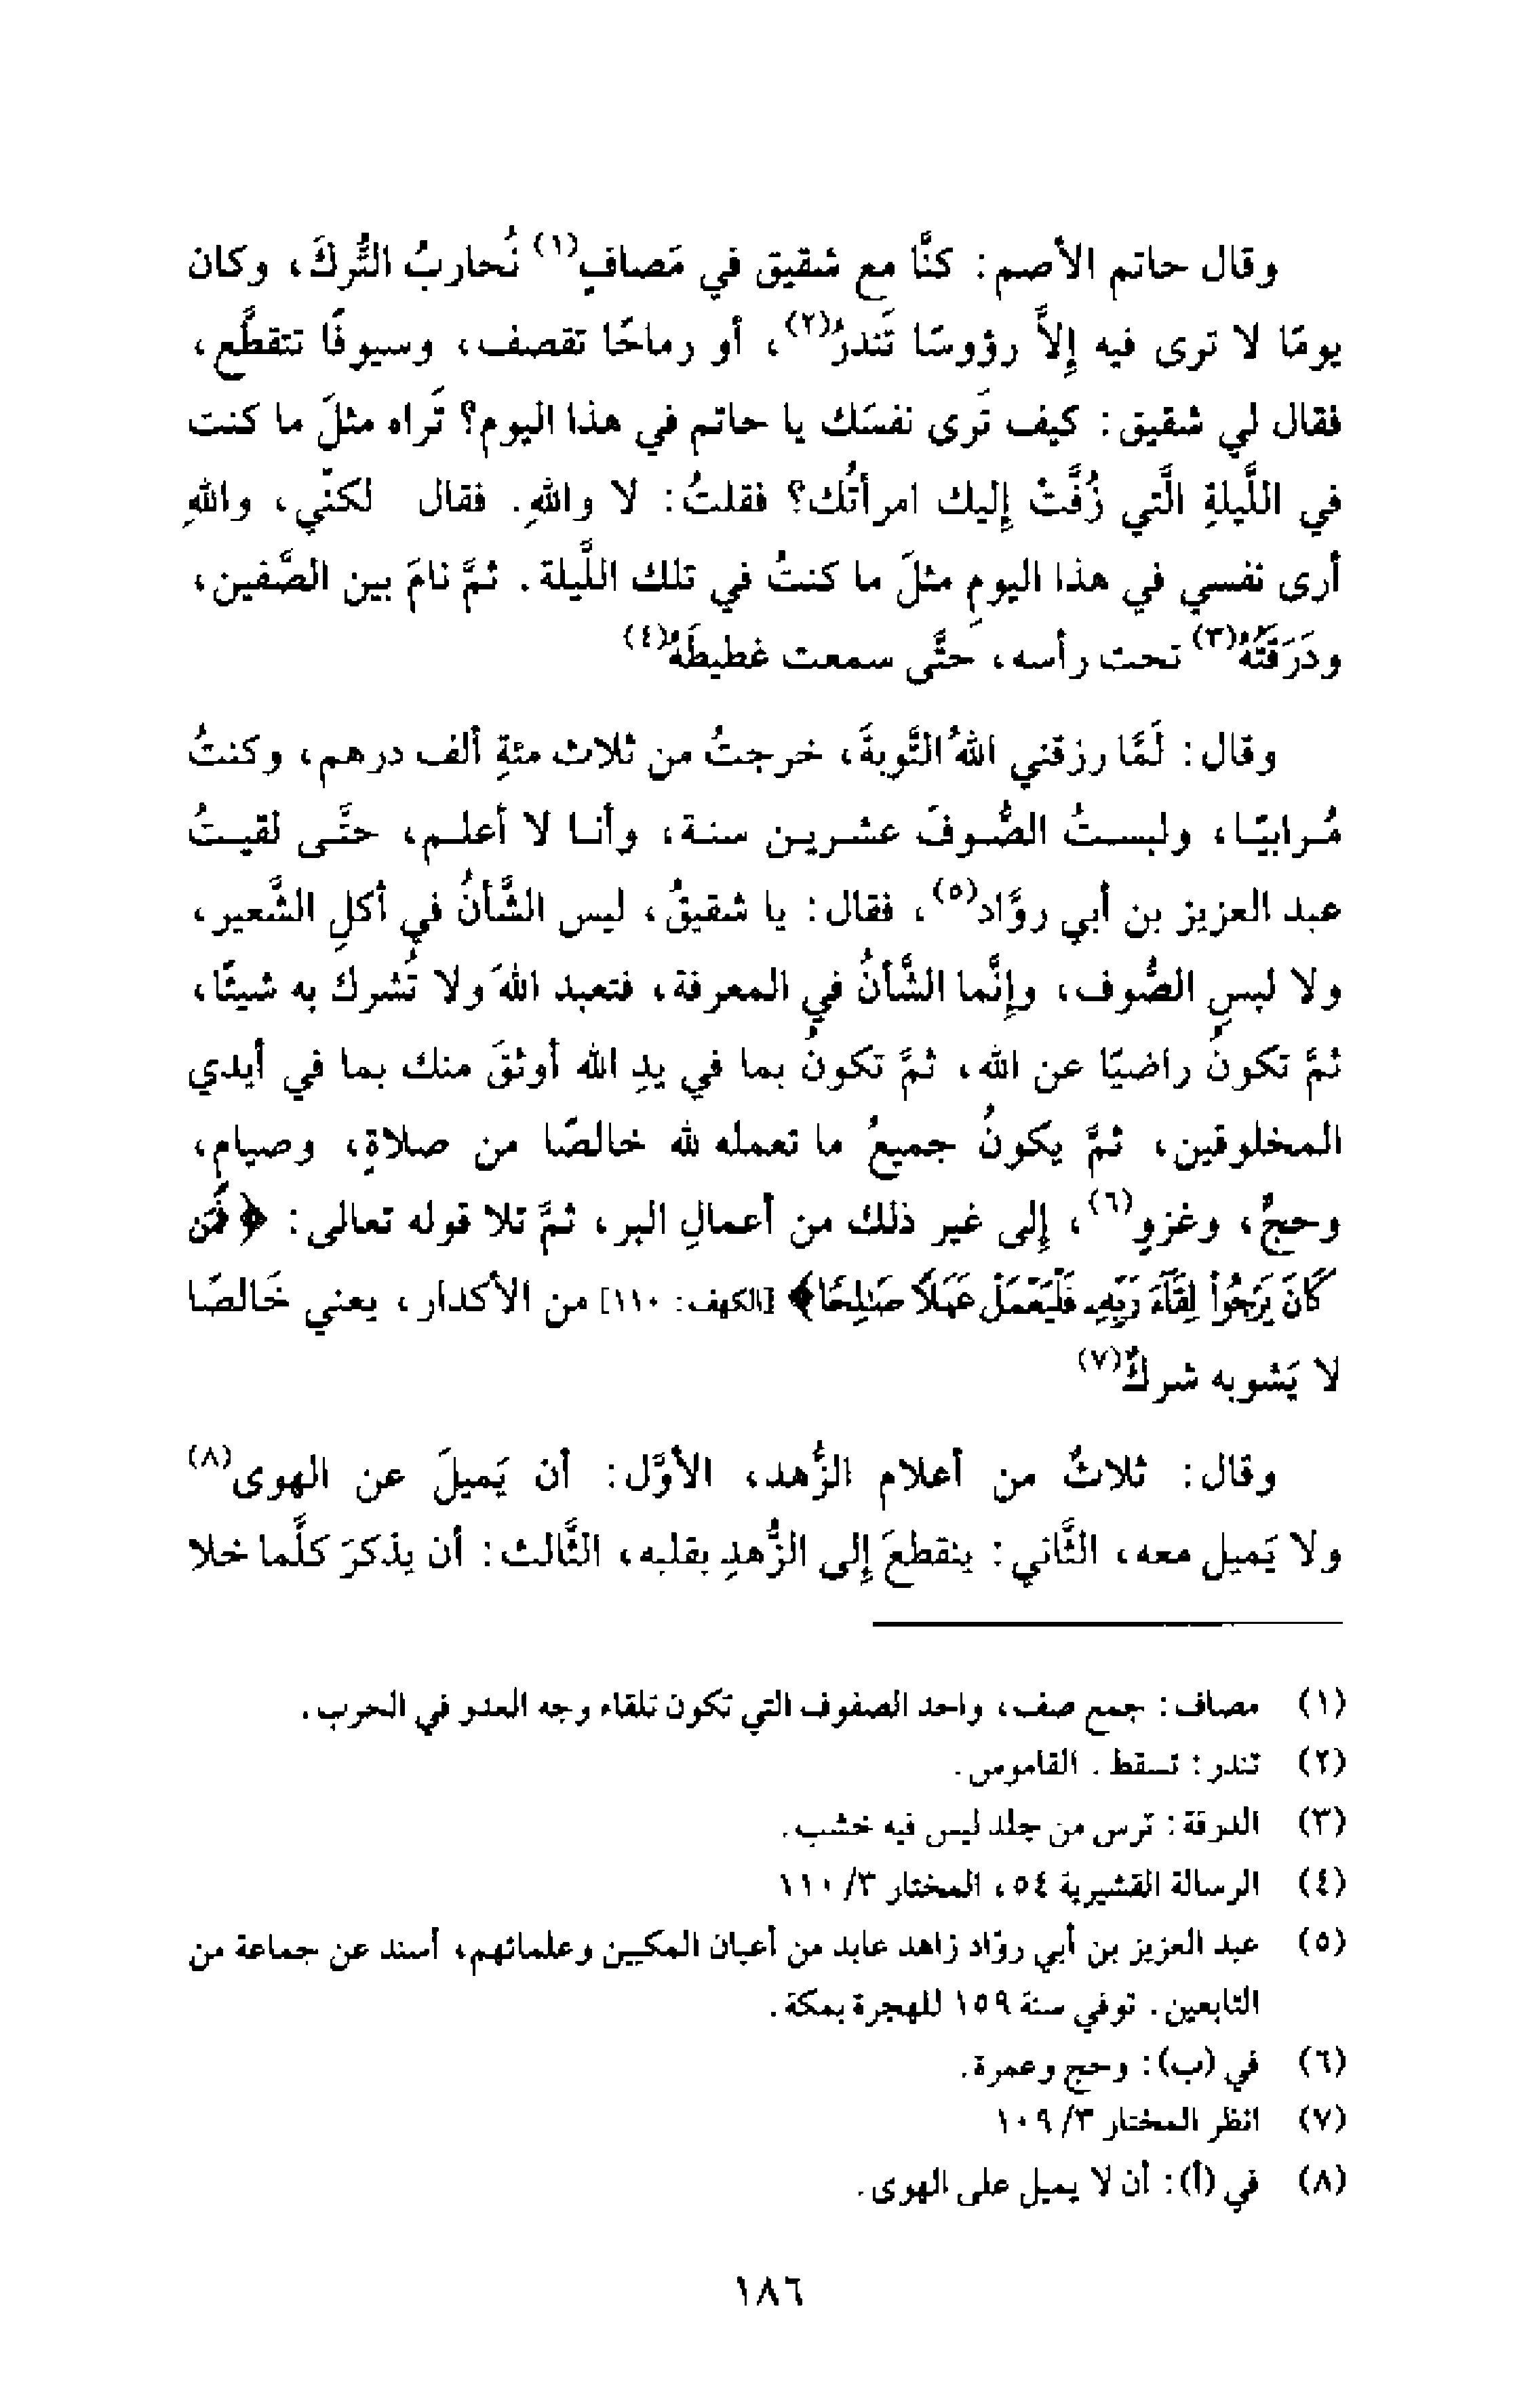 وقال حاتم الأصم: كنَّا مع شقيق في مَصافٍ(١) نُحاربُ التُّركَ، وكان
يومًا لا ترى فيه إلاَّ رؤوسًا تَندرُ(٢)، أو رماحًا تقصف، وسيوفًا تتقطَّع،
فقال لي شقيق: كيف تَرى نفسَك يا حاتم في هذا اليوم؟ تَراه مثلَ ما كنت
في اللَّيلةِ الَّتي زُفَّتْ إليك امرأتُك؟ فقلتُ: لا واللهِ. فقال لكنّي، واللهِ
أرى نفسي في هذا اليومِ مثلَ ما كنتُ في تلك اللَّيلة. ثمَّ نامَ بين الصَّفين،
ودَرَقَتُهُ(٣) تحت رأسه، حتَّى سمعت غطيطَهُ(٤)
وقال: لَمَّا رزقني اللهُ التَّوبةَ، خرجتُ من ثلاث مئةِ ألف درهم، وكنتُ
مُرابيًا، ولبستُ الصُّوفَ عشرين سنة، وأنا لا أعلم، حتَّى لقيتُ
عبد العزيز بن أبي روَّاد(٥)، فقال: يا شقيقُ، ليس الشَّأنُ في أكلِ الشَّعير،
ولا لبسِ الصُّوف، وإنَّما الشَّأنُ في المعرفة، فتعبد اللهَ ولا تُشرك به شيئًا،
ثمَّ تكونُ راضيًا عن الله، ثمَّ تكونُ بما في يدِ الله أوثقَ منك بما في أيدي
المخلوقين، ثمَّ يكونُ جميعُ ما تعمله لله خالصًا من صلاةٍ، وصيامٍ،
وحجٍّ، وغزوٍ(٦)، إلى غير ذلك من أعمالِ البر، ثمَّ تلا قوله تعالى: ﴿فَمَن
كَانَ يَرْجُوا۟ لِقَآءَ رَبِّهِۦ فَلْيَعْمَلْ عَمَلًا صَـٰلِحًا﴾ [الكهف: ١١٠] من الأكدار، يعني خَالصًا
لا يَشوبه شركٌ(٧)
وقال: ثلاثٌ من أعلام الزُّهد، الأوَّل: أن يَميلَ عن الهوى(٨)
ولا يَميل معه، الثَّاني: ينقطعَ إلى الزُّهدِ بقلبه، الثَّالث: أن يذكرَ كلَّما خلا
(١) مصاف: جمع صف، واحد الصفوف التي تكون تلقاء وجه العدو في الحرب.
(٢) تندر: تسقط. القاموس.
(٣) الدرقة: ترس من جلد ليس فيه خشب.
(٤) الرسالة القشيرية ٥٤، المختار ٣/ ١١٠
(٥) عبد العزيز بن أبي روّاد زاهد عابد من أعيان المكيين وعلمائهم، أسند عن جماعة من
التابعين. توفي سنة ١٥٩ للهجرة بمكة.
(٦) في (ب): وحج وعمرة.
(٧) انظر المختار ٣/ ١٠٩
(٨) في (أ): أن لا يميل على الهوى.
١٨٦